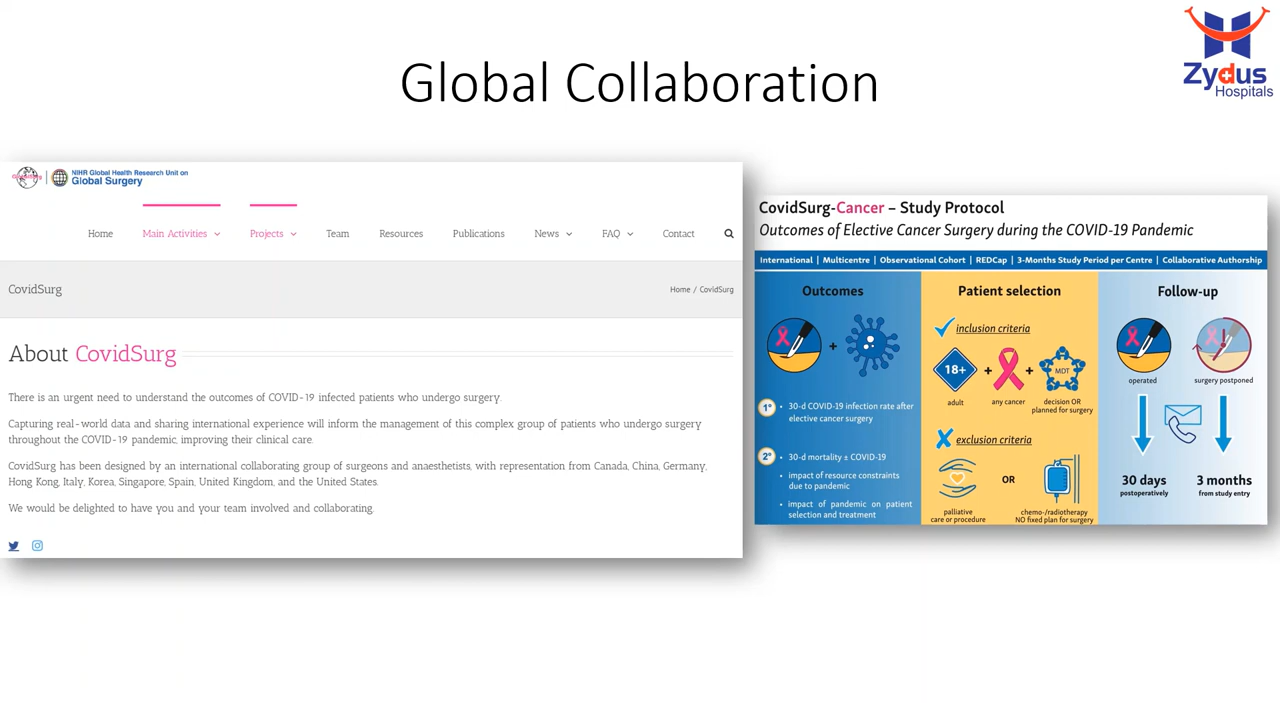 Global Collaboration
Zydus
Hospitals
NIHR Global Health Research Unit on
Global Surgery
Home
Main Activities
Projects
Team
Resources
Publications
News
FAQ
Contact
CovidSurg
Home / CovidSurg
About CovidSurg
There is an urgent need to understand the outcomes of COVID-19 infected patients who undergo surgery.
Capturing real-world data and sharing international experience will inform the management of this complex group of patients who undergo surgery
throughout the COVID-19 pandemic, improving their clinical care.
CovidSurg has been designed by an international collaborating group of surgeons and anaesthetists, with representation from Canada, China, Germany,
Hong Kong, Italy, Korea, Singapore, Spain, United Kingdom, and the United States.
We would be delighted to have you and your team involved and collaborating.
CovidSurg-Cancer – Study Protocol
Outcomes of Elective Cancer Surgery during the COVID-19 Pandemic
International | Multicentre | Observational Cohort | REDCap | 3-Months Study Period per Centre | Collaborative Authorship
Outcomes
+
1°
• 30-d COVID-19 infection rate after
elective cancer surgery
2°
• 30-d mortality ± COVID-19
• impact of resource constraints
due to pandemic
• impact of pandemic on patient
selection and treatment
Patient selection
inclusion criteria
18+
+
+
MDT
adult
any cancer
decision OR
planned for surgery
exclusion criteria
OR
palliative
care or procedure
chemo-/radiotherapy
NO fixed plan for surgery
Follow-up
operated
surgery postponed
30 days
postoperatively
3 months
from study entry